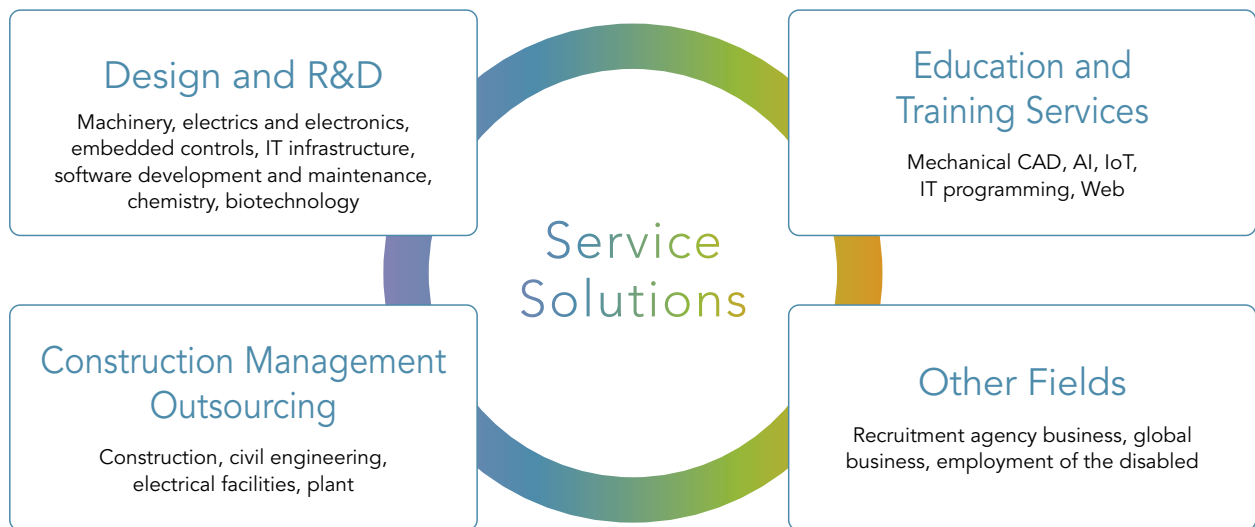 Design and R&D
Machinery, electrics and electronics,
embedded controls, IT infrastructure,
software development and maintenance,
chemistry, biotechnology
Education and
Training Services
Mechanical CAD, AI, IoT,
IT programming, Web
Service
Solutions
Construction Management
Outsourcing
Construction, civil engineering,
electrical facilities, plant
Other Fields
Recruitment agency business, global
business, employment of the disabled